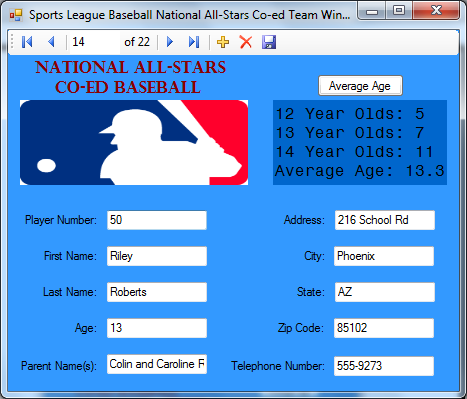 Sports League Baseball National All-Stars Co-ed Team Win...
14 of 22
NATIONAL ALL-STARS
CO-ED BASEBALL
Average Age
12 Year Olds: 5
13 Year Olds: 7
14 Year Olds: 11
Average Age: 13.3
Player Number: 50
Address: 216 School Rd
First Name: Riley
City: Phoenix
Last Name: Roberts
State: AZ
Age: 13
Zip Code: 85102
Parent Name(s): Colin and Caroline R
Telephone Number: 555-9273